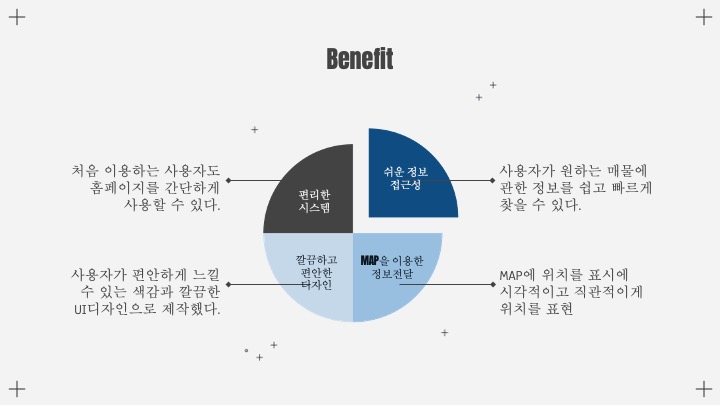 Benefit
처음 이용하는 사용자도
홈페이지를 간단하게
사용할 수 있다.
편리한
시스템
쉬운 정보
접근성
사용자가 원하는 매물에
관한 정보를 쉽고 빠르게
찾을 수 있다.
사용자가 편안하게 느낄
수 있는 색감과 깔끔한
UI디자인으로 제작했다.
깔끔하고
편안한
디자인
MAP을 이용한
정보전달
MAP에 위치를 표시에
시각적이고 직관적이게
위치를 표현